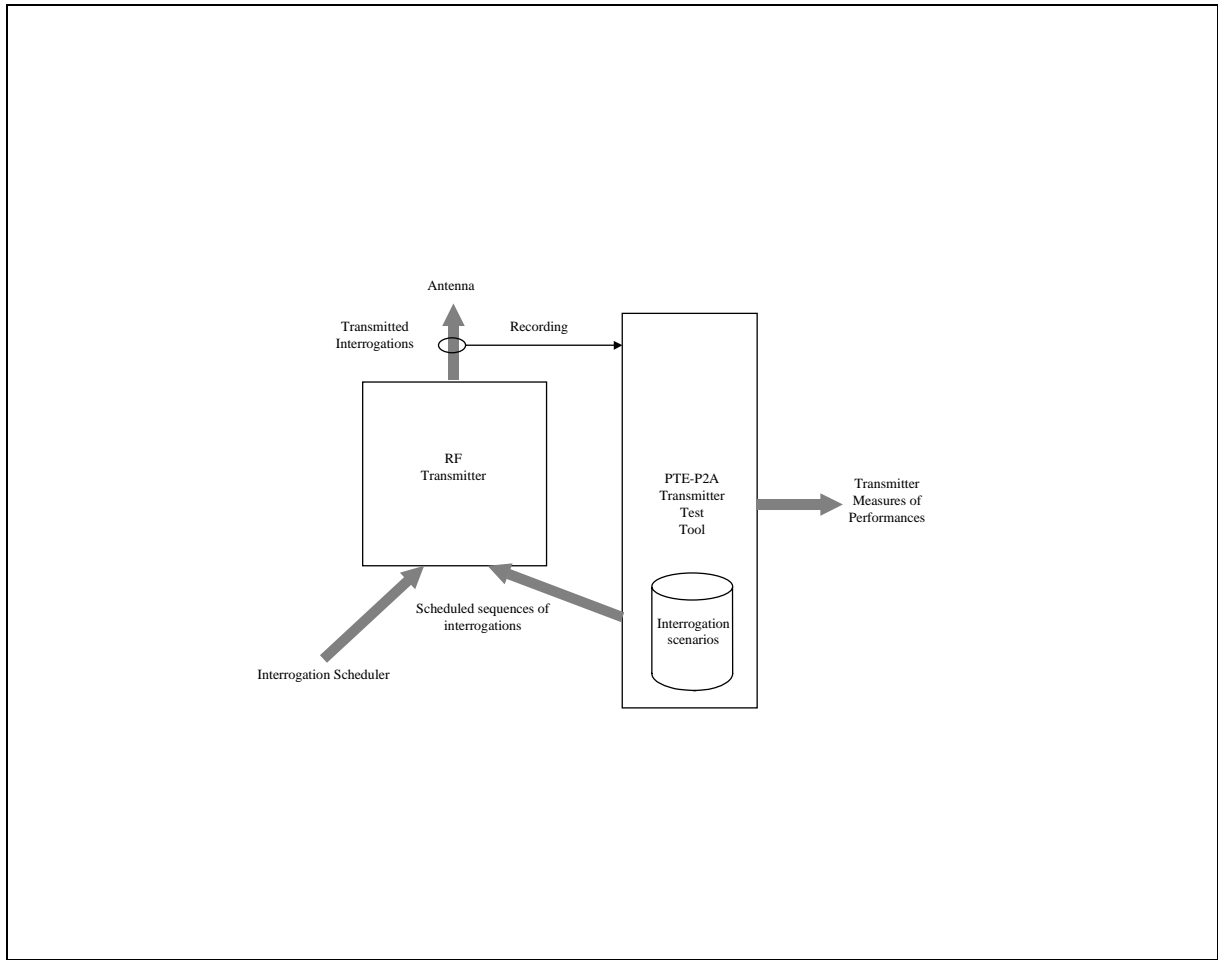 Antenna
Transmitted
Interrogations
Recording
RF
Transmitter
PTE-P2A
Transmitter
Test
Tool
Transmitter
Measures of
Performances
Scheduled sequences of
interrogations
Interrogation
scenarios
Interrogation Scheduler